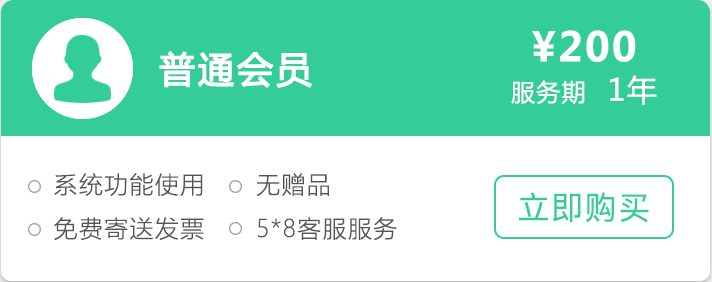 普通会员
¥200
服务期 1年
系统功能使用
无赠品
免费寄送发票
5*8客服服务
立即购买